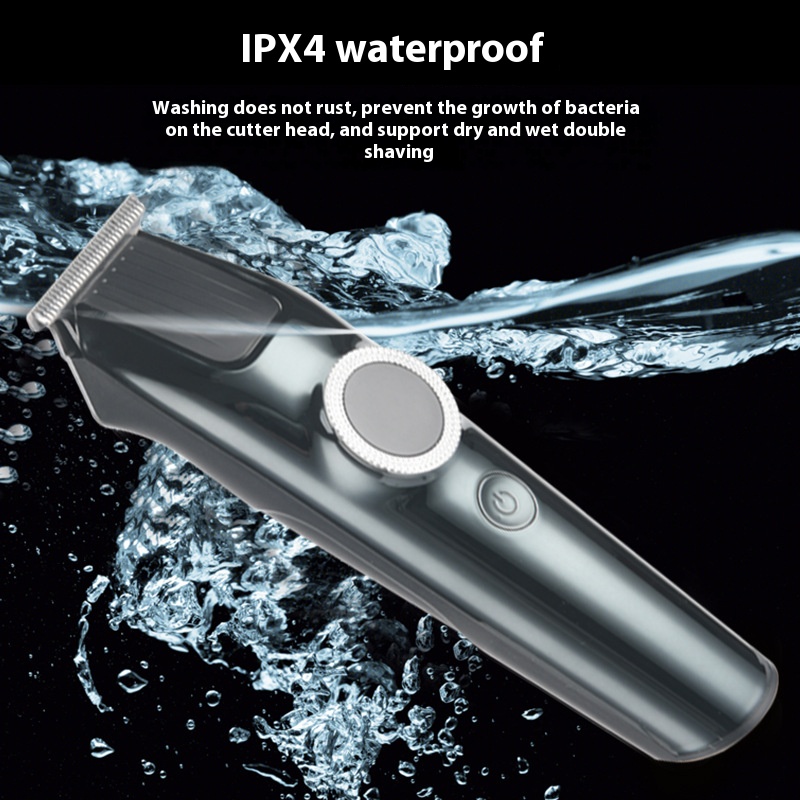 IPX4 waterproof
Washing does not rust, prevent the growth of bacteria
on the cutter head, and support dry and wet double
shaving